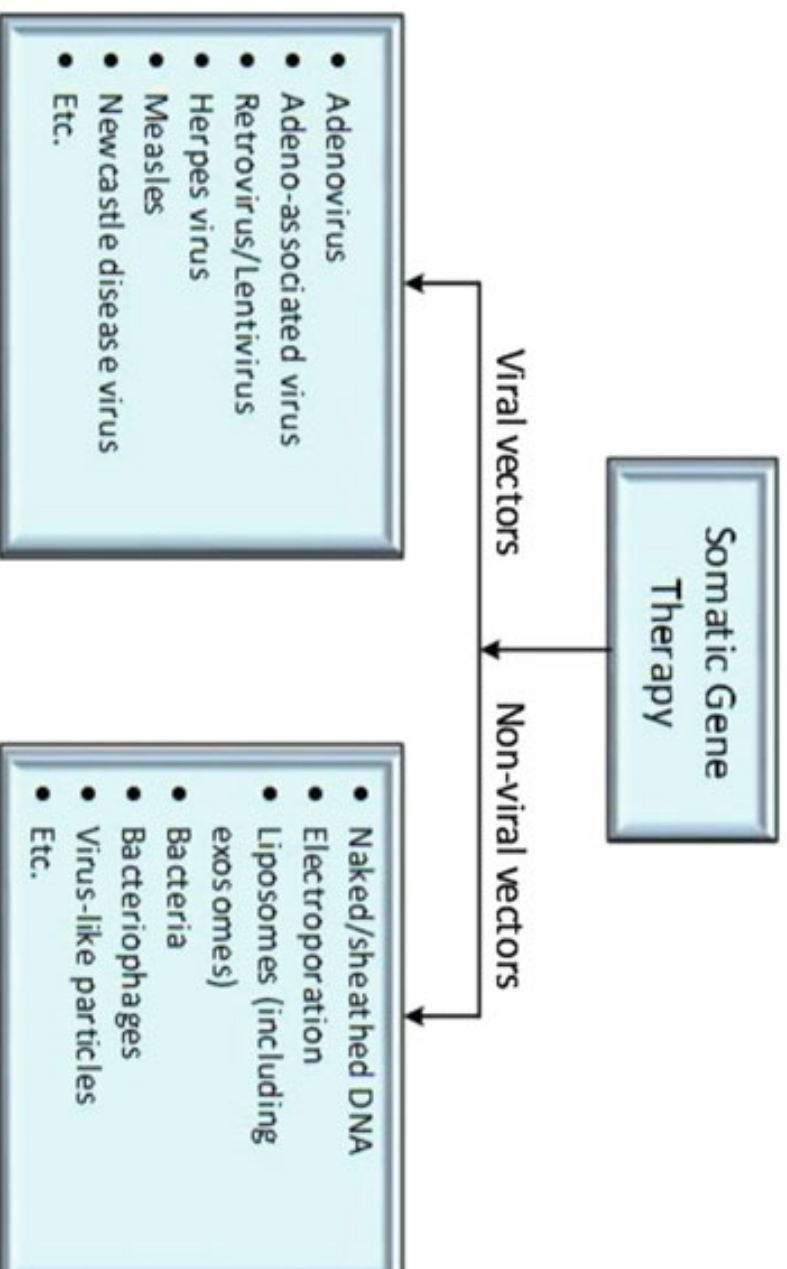 Somatic Gene
Therapy
Viral vectors
Non-viral vectors
• Adenovirus
• Adeno-associated virus
• Retrovirus/Lentivirus
• Herpes virus
• Measles
• Newcastle disease virus
• Etc.
• Naked/sheathed DNA
• Electroporation
• Liposomes (including
exosomes)
• Bacteria
• Bacteriophages
• Virus-like particles
• Etc.